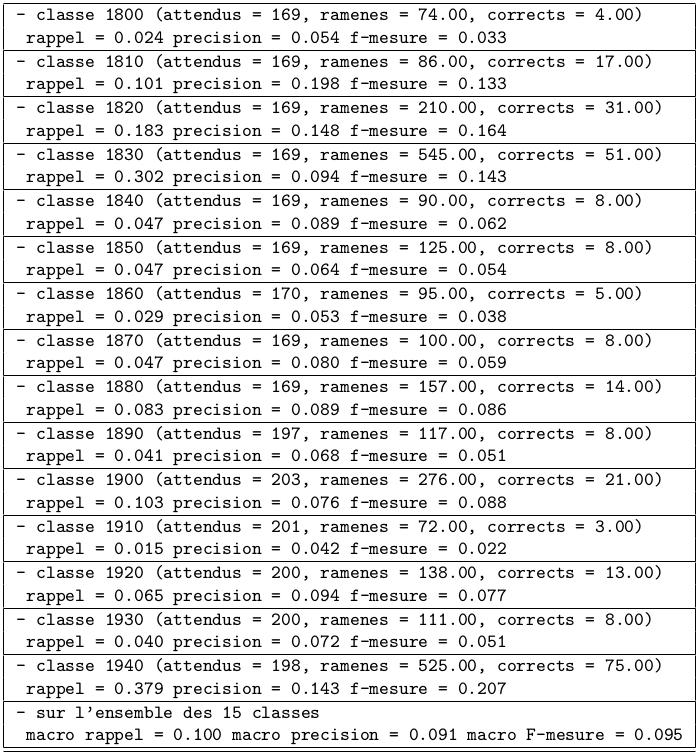 - classe 1800 (attendus = 169, ramenes = 74.00, corrects = 4.00)
rappel = 0.024 precision = 0.054 f-mesure = 0.033
- classe 1810 (attendus = 169, ramenes = 86.00, corrects = 17.00)
rappel = 0.101 precision = 0.198 f-mesure = 0.133
- classe 1820 (attendus = 169, ramenes = 210.00, corrects = 31.00)
rappel = 0.183 precision = 0.148 f-mesure = 0.164
- classe 1830 (attendus = 169, ramenes = 545.00, corrects = 51.00)
rappel = 0.302 precision = 0.094 f-mesure = 0.143
- classe 1840 (attendus = 169, ramenes = 90.00, corrects = 8.00)
rappel = 0.047 precision = 0.089 f-mesure = 0.062
- classe 1850 (attendus = 169, ramenes = 125.00, corrects = 8.00)
rappel = 0.047 precision = 0.064 f-mesure = 0.054
- classe 1860 (attendus = 170, ramenes = 95.00, corrects = 5.00)
rappel = 0.029 precision = 0.053 f-mesure = 0.038
- classe 1870 (attendus = 169, ramenes = 100.00, corrects = 8.00)
rappel = 0.047 precision = 0.080 f-mesure = 0.059
- classe 1880 (attendus = 169, ramenes = 157.00, corrects = 14.00)
rappel = 0.083 precision = 0.089 f-mesure = 0.086
- classe 1890 (attendus = 197, ramenes = 117.00, corrects = 8.00)
rappel = 0.041 precision = 0.068 f-mesure = 0.051
- classe 1900 (attendus = 203, ramenes = 276.00, corrects = 21.00)
rappel = 0.103 precision = 0.076 f-mesure = 0.088
- classe 1910 (attendus = 201, ramenes = 72.00, corrects = 3.00)
rappel = 0.015 precision = 0.042 f-mesure = 0.022
- classe 1920 (attendus = 200, ramenes = 138.00, corrects = 13.00)
rappel = 0.065 precision = 0.094 f-mesure = 0.077
- classe 1930 (attendus = 200, ramenes = 111.00, corrects = 8.00)
rappel = 0.040 precision = 0.072 f-mesure = 0.051
- classe 1940 (attendus = 198, ramenes = 525.00, corrects = 75.00)
rappel = 0.379 precision = 0.143 f-mesure = 0.207
- sur l'ensemble des 15 classes
macro rappel = 0.100 macro precision = 0.091 macro F-mesure = 0.095